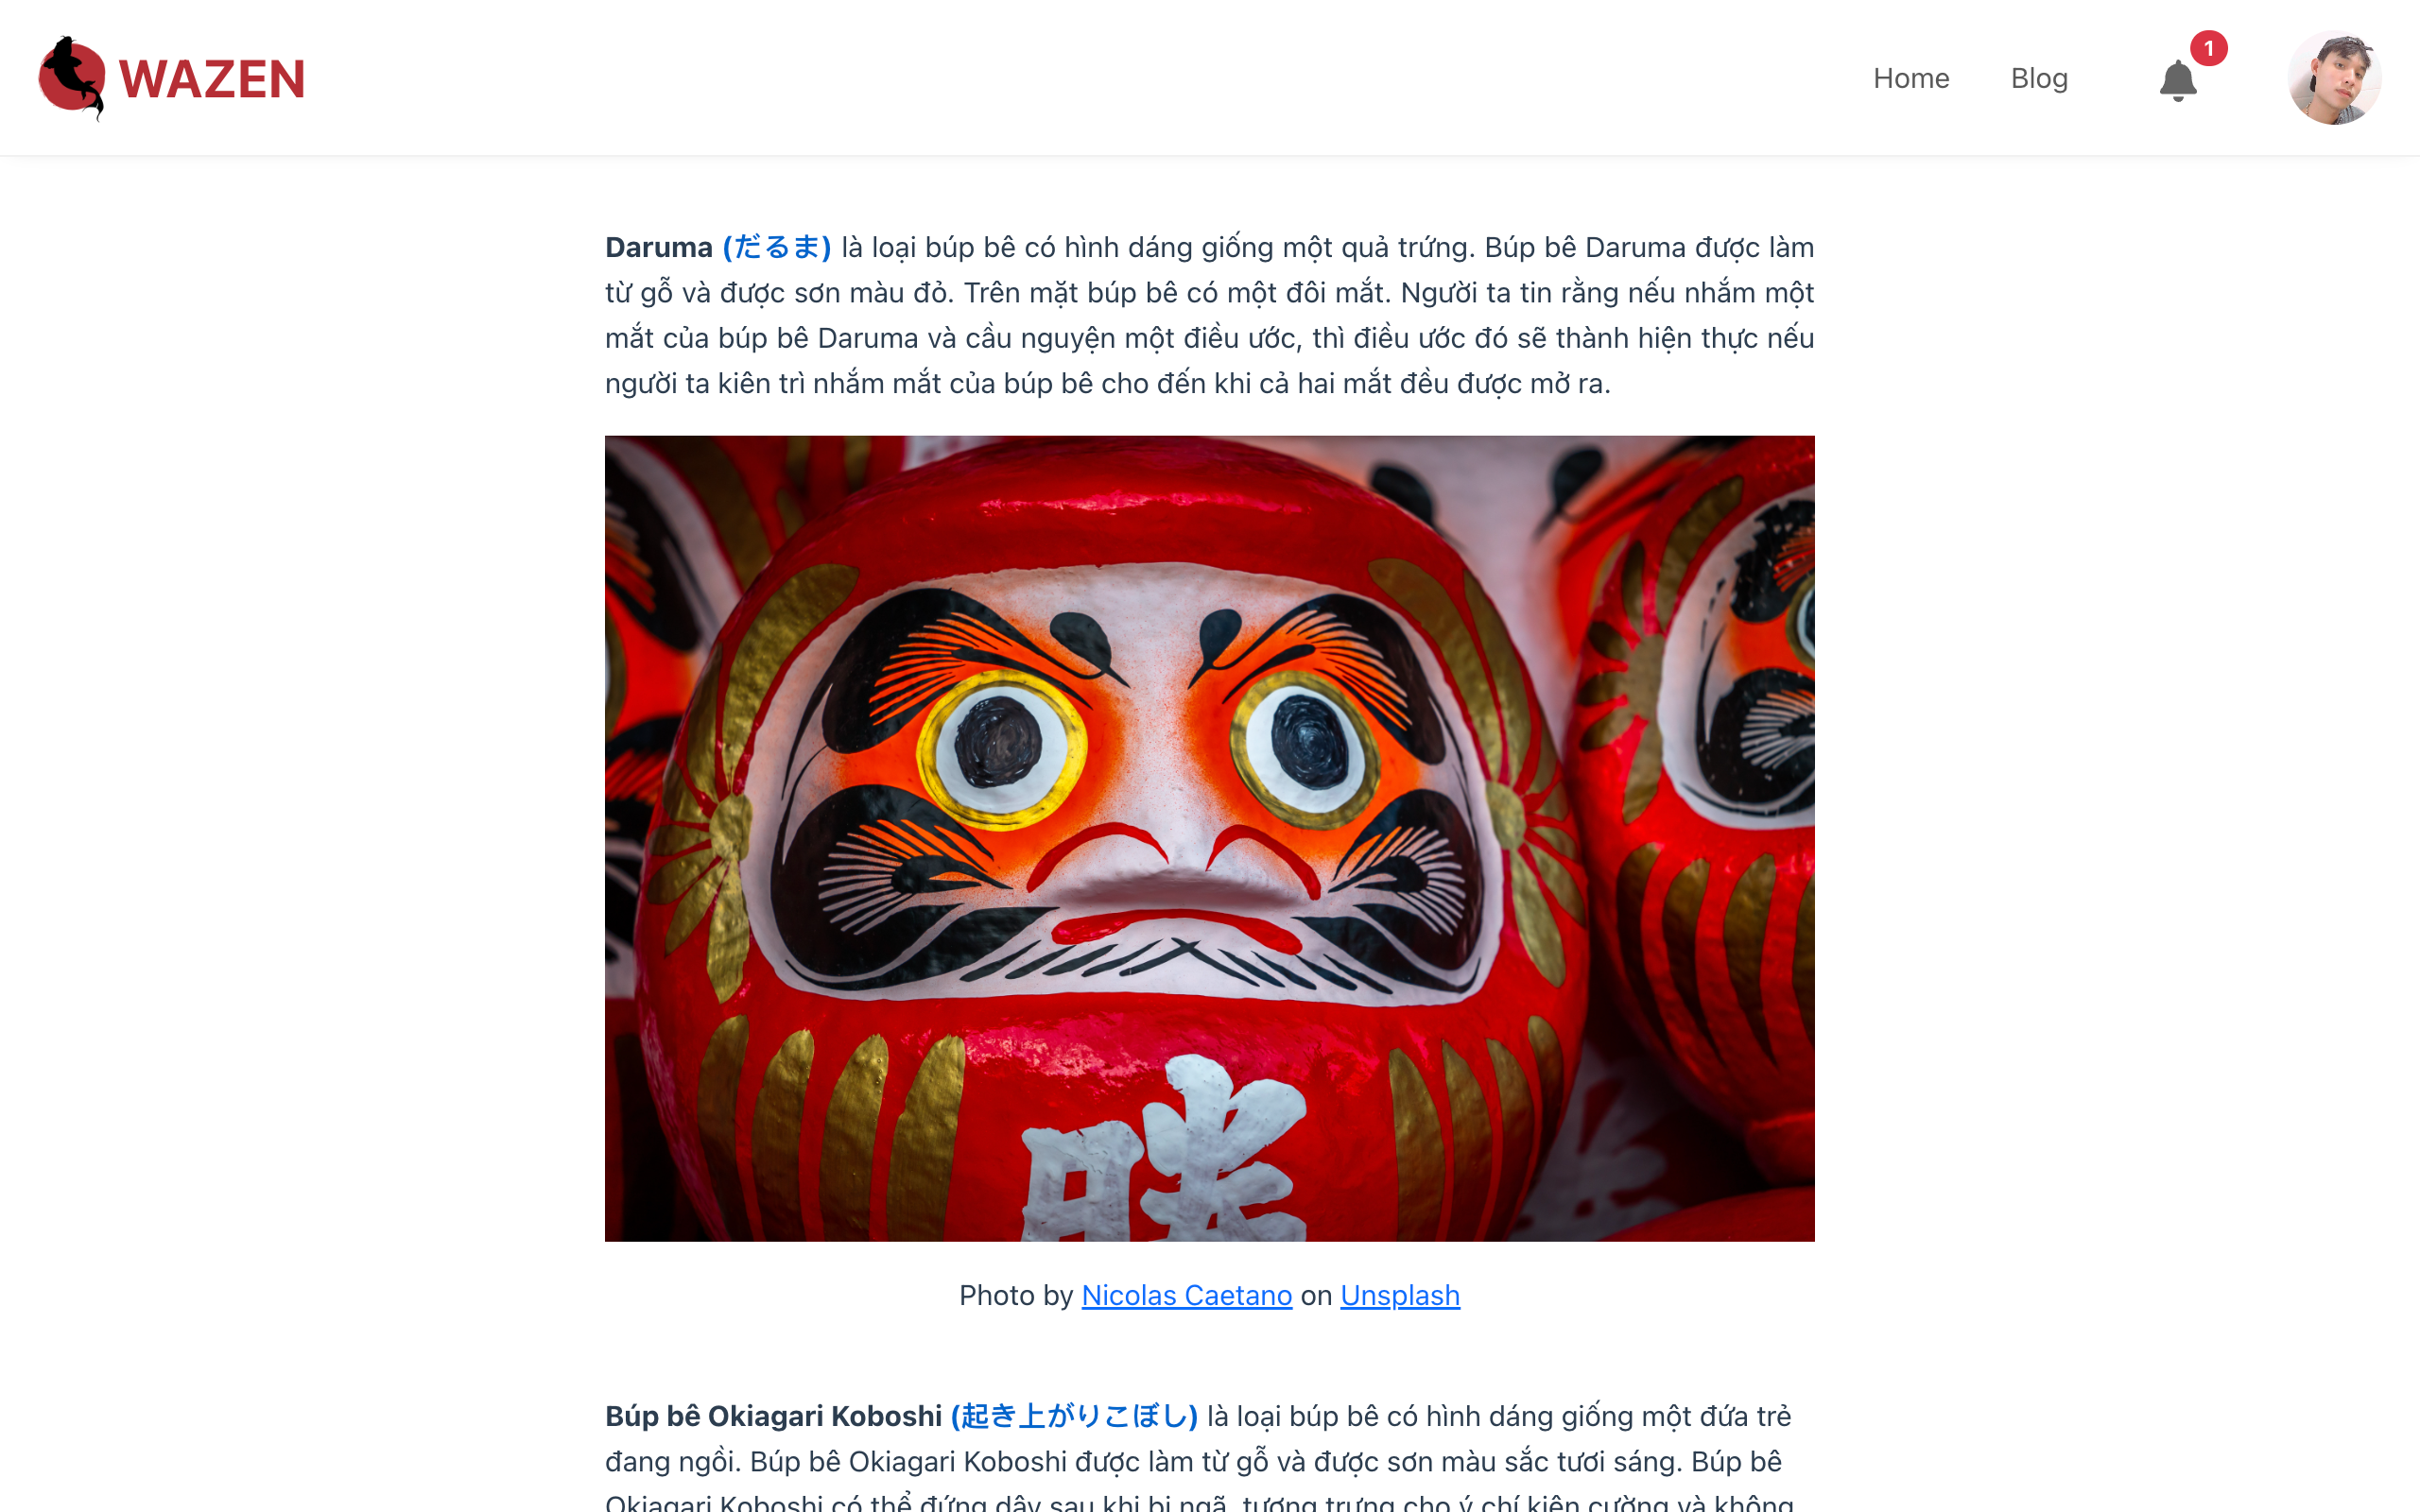 WAZEN
Home
Blog
1
Daruma (だるま) là loại búp bê có hình dáng giống một quả trứng. Búp bê Daruma được làm
từ gỗ và được sơn màu đỏ. Trên mặt búp bê có một đôi mắt. Người ta tin rằng nếu nhắm một
mắt của búp bê Daruma và cầu nguyện một điều ước, thì điều ước đó sẽ thành hiện thực nếu
người ta kiên trì nhắm mắt của búp bê cho đến khi cả hai mắt đều được mở ra.
勝
Photo by Nicolas Caetano on Unsplash
Búp bê Okiagari Koboshi (起き上がりこぼし) là loại búp bê có hình dáng giống một đứa trẻ
đang ngồi. Búp bê Okiagari Koboshi được làm từ gỗ và được sơn màu sắc tươi sáng. Búp bê
Okiagari Koboshi có thể đứng dậy sau khi bị ngã, tượng trưng cho ý chí kiên cường và không